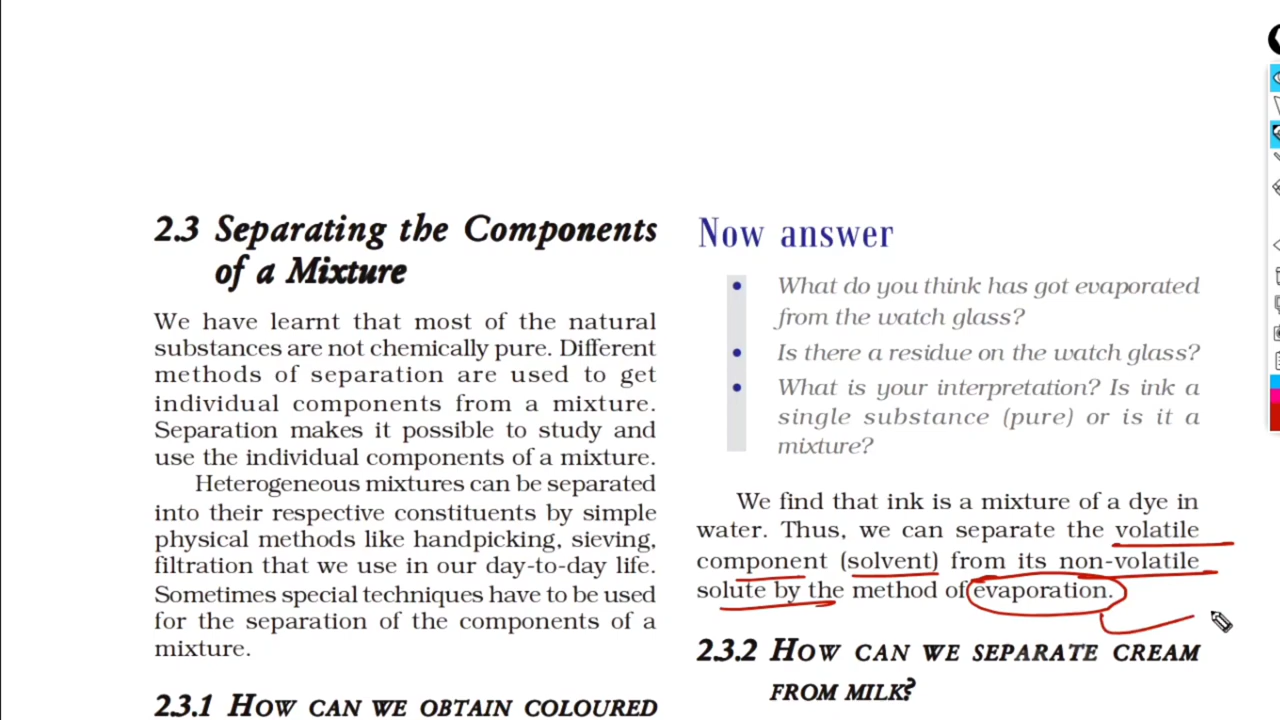 2.3 Separating the Components
of a Mixture
We have learnt that most of the natural
substances are not chemically pure. Different
methods of separation are used to get
individual components from a mixture.
Separation makes it possible to study and
use the individual components of a mixture.
Heterogeneous mixtures can be separated
into their respective constituents by simple
physical methods like handpicking, sieving,
filtration that we use in our day-to-day life.
Sometimes special techniques have to be used
for the separation of the components of a
mixture.
2.3.1 HOW CAN WE OBTAIN COLOURED
Now answer
• What do you think has got evaporated
from the watch glass?
• Is there a residue on the watch glass?
• What is your interpretation? Is ink a
single substance (pure) or is it a
mixture?
We find that ink is a mixture of a dye in
water. Thus, we can separate the volatile
component (solvent) from its non-volatile
solute by the method of evaporation.
2.3.2 HOW CAN WE SEPARATE CREAM
FROM MILK?